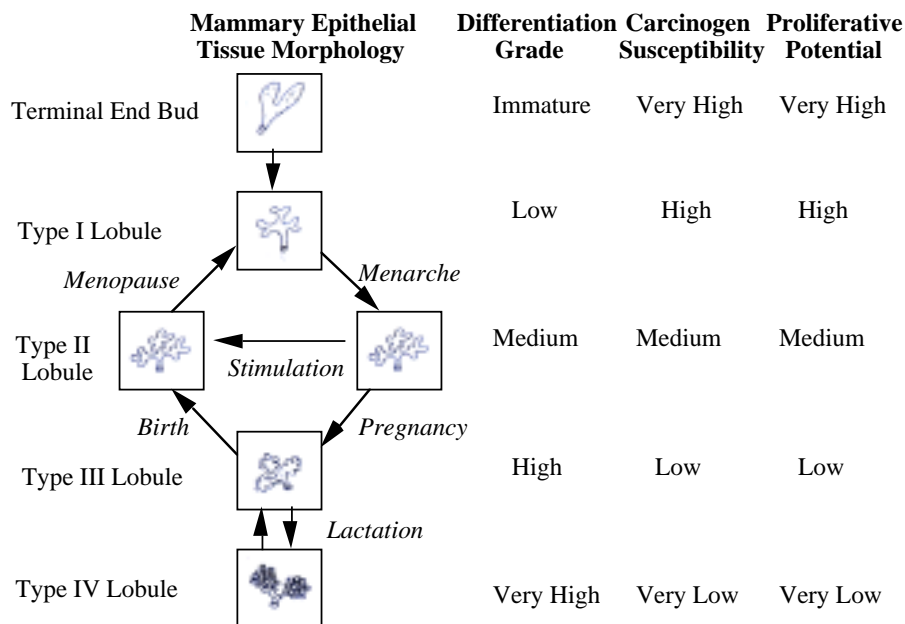 Mammary Epithelial Differentiation Carcinogen Proliferative
Tissue Morphology Grade Susceptibility Potential
Terminal End Bud Immature Very High Very High
Type I Lobule Low High High
Menopause Menarche
Type II Medium Medium Medium
Lobule Stimulation
Birth Pregnancy
Type III Lobule High Low Low
Lactation
Type IV Lobule Very High Very Low Very Low